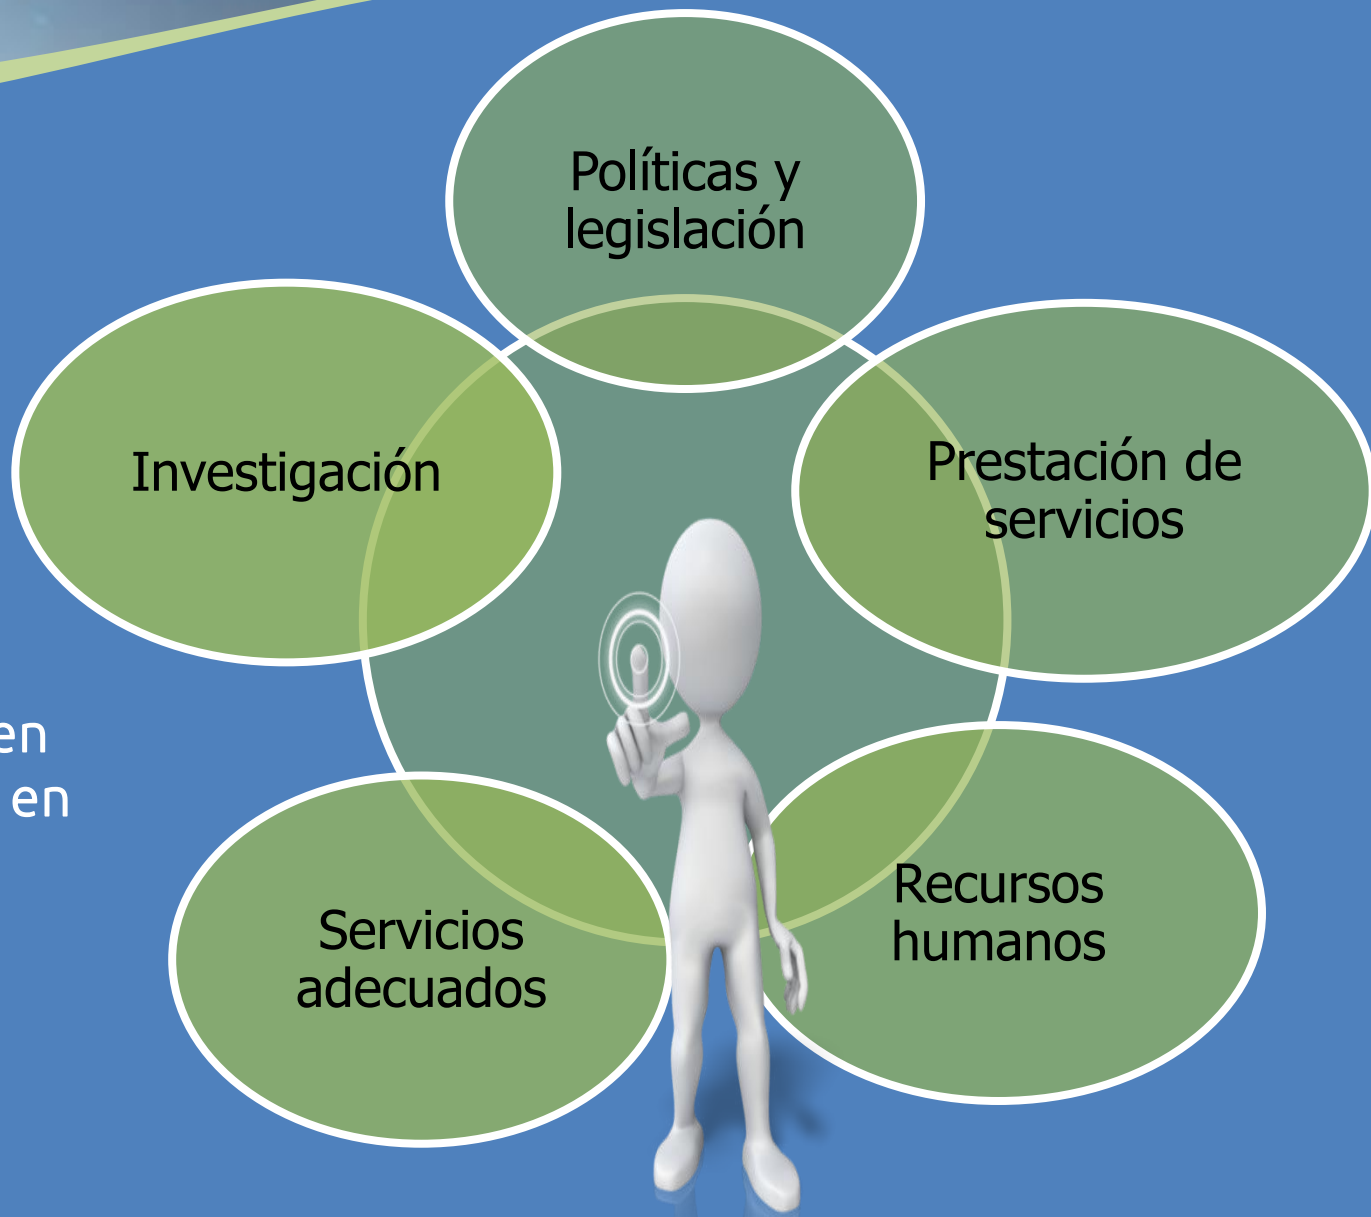 Políticas y
legislación
Investigación
Prestación de
servicios
en
en
Servicios
adecuados
Recursos
humanos